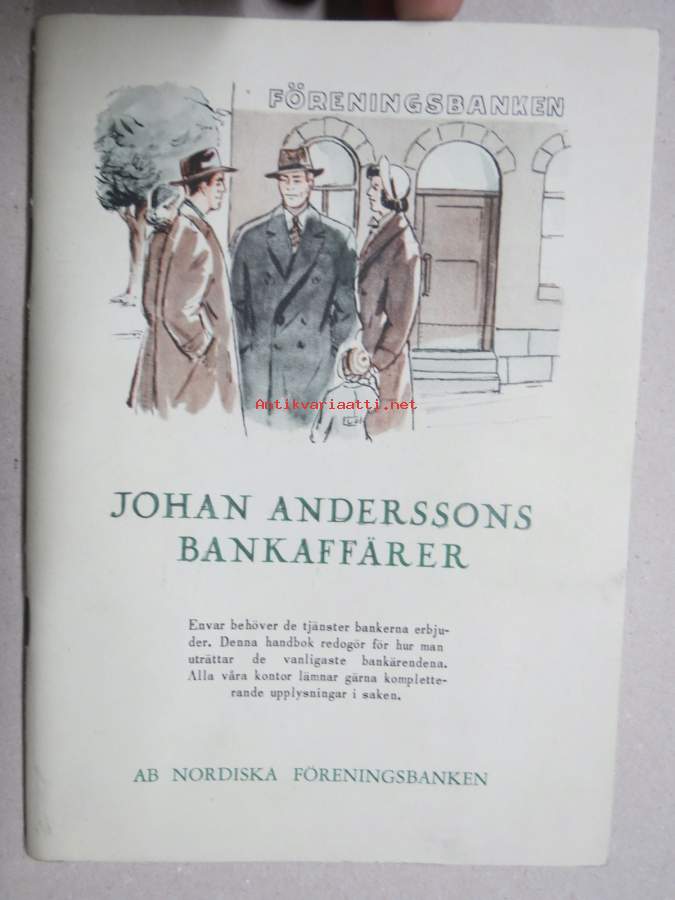 FÖRENINGSBANKEN
Antikvariaatti.net
JOHAN ANDERSSONS
BANKAFFÄRER
Envar behöver de tjänster bankerna erbju-
der. Denna handbok redogör för hur man
uträttar de vanligaste bankärendena.
Alla våra kontor lämnar gärna komplette-
rande upplysningar i saken.
AB NORDISKA FÖRENINGSBANKEN